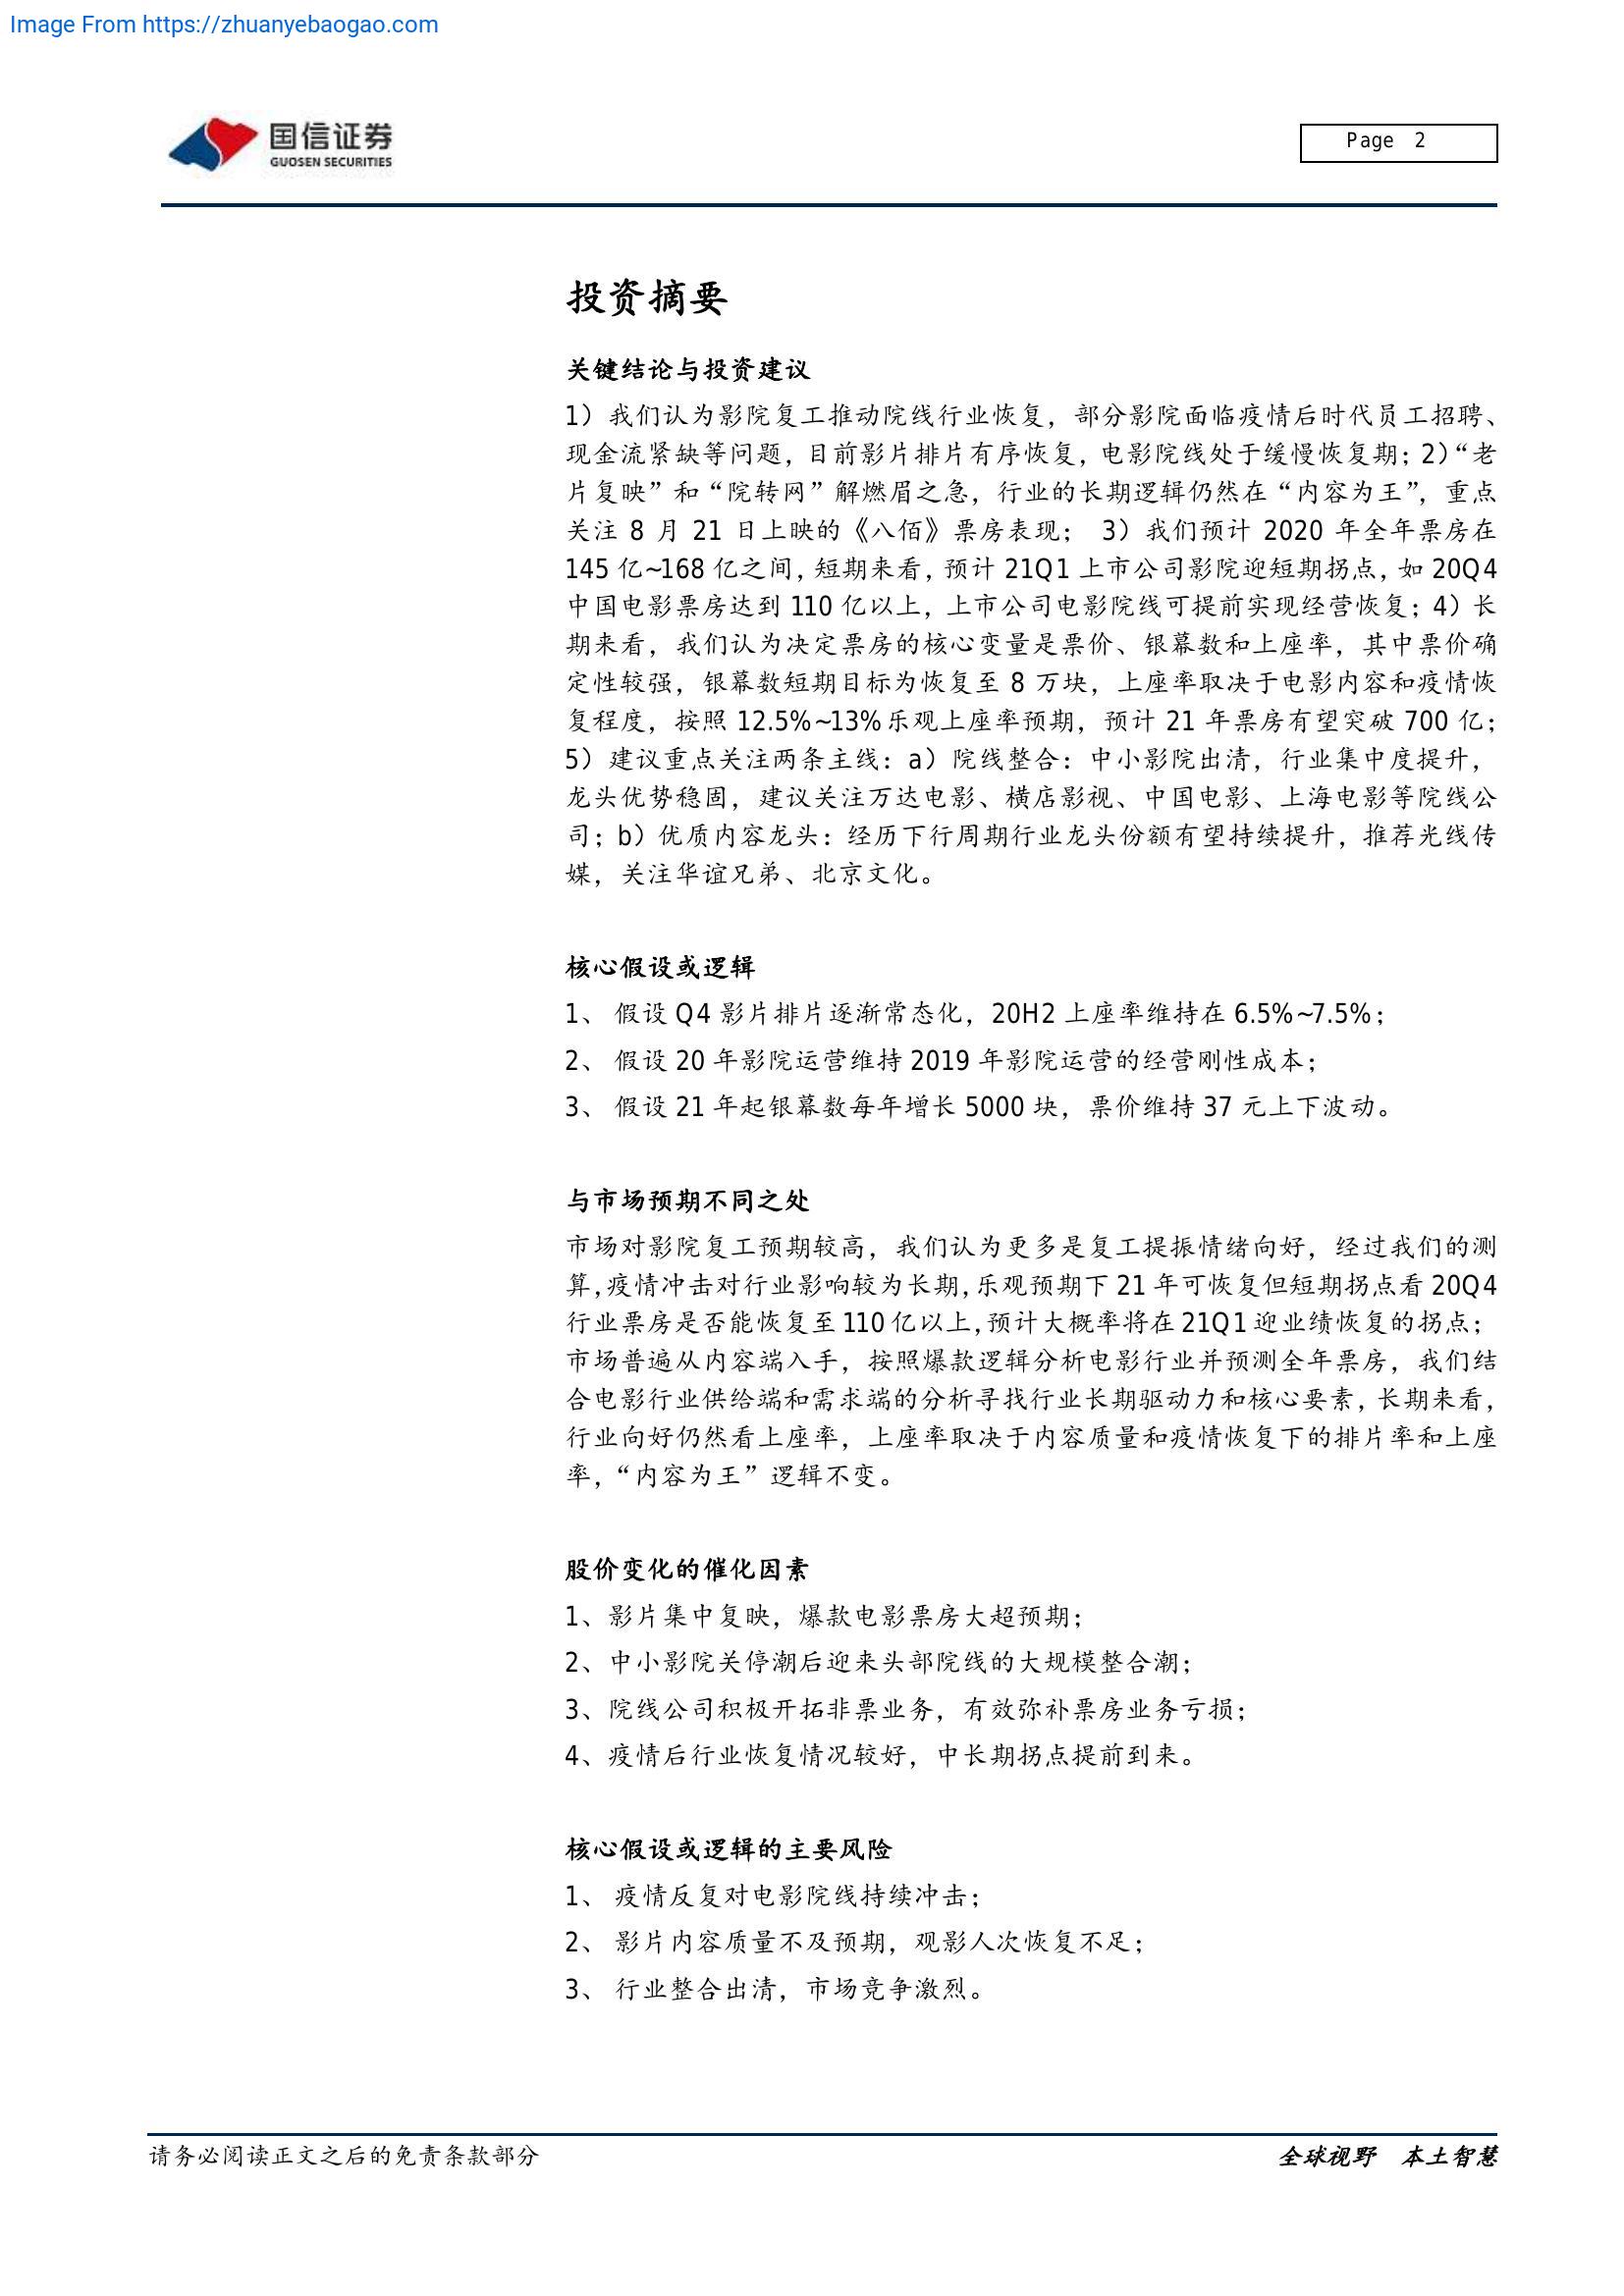 Image From https://zhuanyebaogao.com
国信证券
GUOSEN SECURITIES
Page 2
投资摘要
关键结论与投资建议
1）我们认为影院复工推动院线行业恢复，部分影院面临疫情后时代员工招聘、
现金流紧缺等问题，目前影片排片有序恢复，电影院线处于缓慢恢复期；2）“老
片复映”和“院转网”解燃眉之急，行业的长期逻辑仍然在“内容为王”，重点
关注 8 月 21 日上映的《八佰》票房表现； 3）我们预计 2020 年全年票房在
145 亿~168 亿之间，短期来看，预计 21Q1 上市公司影院迎短期拐点，如 20Q4
中国电影票房达到 110 亿以上，上市公司电影院线可提前实现经营恢复；4）长
期来看，我们认为决定票房的核心变量是票价、银幕数和上座率，其中票价确
定性较强，银幕数短期目标为恢复至 8 万块，上座率取决于电影内容和疫情恢
复程度，按照 12.5%~13%乐观上座率预期，预计 21 年票房有望突破 700 亿；
5）建议重点关注两条主线：a）院线整合：中小影院出清，行业集中度提升，
龙头优势稳固，建议关注万达电影、横店影视、中国电影、上海电影等院线公
司；b）优质内容龙头：经历下行周期行业龙头份额有望持续提升，推荐光线传
媒，关注华谊兄弟、北京文化。
核心假设或逻辑
1、 假设 Q4 影片排片逐渐常态化，20H2 上座率维持在 6.5%~7.5%；
2、 假设 20 年影院运营维持 2019 年影院运营的经营刚性成本；
3、 假设 21 年起银幕数每年增长 5000 块，票价维持 37 元上下波动。
与市场预期不同之处
市场对影院复工预期较高，我们认为更多是复工提振情绪向好，经过我们的测
算，疫情冲击对行业影响较为长期，乐观预期下 21 年可恢复但短期拐点看 20Q4
行业票房是否能恢复至 110 亿以上，预计大概率将在 21Q1 迎业绩恢复的拐点；
市场普遍从内容端入手，按照爆款逻辑分析电影行业并预测全年票房，我们结
合电影行业供给端和需求端的分析寻找行业长期驱动力和核心要素，长期来看，
行业向好仍然看上座率，上座率取决于内容质量和疫情恢复下的排片率和上座
率，“内容为王”逻辑不变。
股价变化的催化因素
1、影片集中复映，爆款电影票房大超预期；
2、中小影院关停潮后迎来头部院线的大规模整合潮；
3、院线公司积极开拓非票业务，有效弥补票房业务亏损；
4、疫情后行业恢复情况较好，中长期拐点提前到来。
核心假设或逻辑的主要风险
1、 疫情反复对电影院线持续冲击；
2、 影片内容质量不及预期，观影人次恢复不足；
3、 行业整合出清，市场竞争激烈。
请务必阅读正文之后的免责条款部分
全球视野 本土智慧